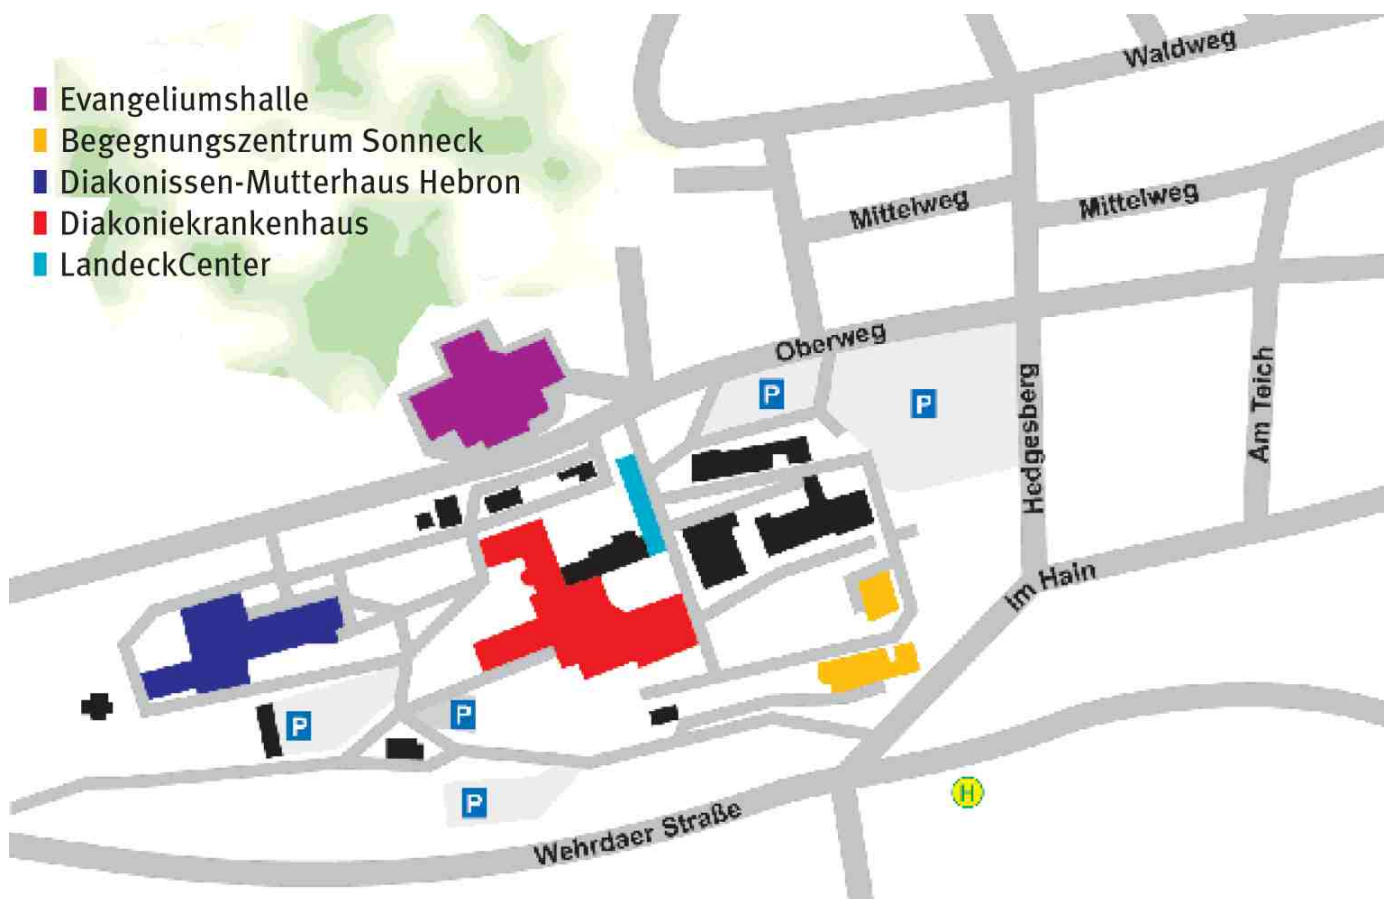 Evangeliumshalle
Begegnungszentrum Sonneck
Diakonissen-Mutterhaus Hebron
Diakoniekrankenhaus
LandeckCenter
Waldweg
Mittelweg
Mittelweg
Oberweg
Hedgesberg
Am Teich
Im Hain
Wehrdaer Straße
P
P
P
P
P
H